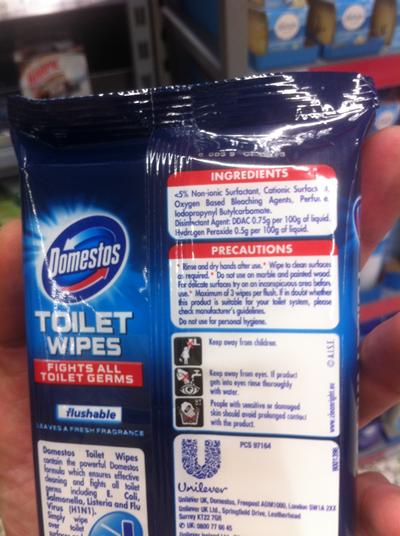 INGREDIENTS
<5% Non-ionic Surfactant, Cationic
Oxygen Based Bleaching Agents,
Iodopropynyl Butylcarbamate.
Disinfectant Agent: DDAC 0.75g per 100g of liquid.
Hydrogen Peroxide 0.5g per 100g of liquid.
PRECAUTIONS
* Rinse and dry hands after use. * Wipe to clean surfaces
as required. * Do not use on marble and painted wood.
For delicate surfaces try on an inconspicuous area before
use. * Maximum of 3 wipes per flush. If in doubt whether
this product is suitable for your toilet system, please
check manufacturer's guidelines.
Do not use for personal hygiene.
Keep away from children.
Keep away from eyes. If product
gets into eyes rinse thoroughly
with water.
People with sensitive or damaged
skin should avoid prolonged contact
with the product.
© A.I.S.E.
www.cleanright.eu
Domestos
TOILET
WIPES
FIGHTS ALL
TOILET GERMS
flushable
LEAVES A FRESH FRAGRANCE
Domestos Toilet Wipes
contain the powerful Domestos
formula which ensures effective
cleaning and fights all toilet
germs including E. Coli,
Salmonella, Listeria and Flu
Virus (H1N1).
Simply wipe
over toilet
PCS 97164
Unilever
Unilever UK, Domestos, Freepost ADM1000, London SW1A 2XX
Unilever UK Ltd., Springfield Drive, Leatherhead
Surrey KT22 7GR
UK: 0800 77 66 45